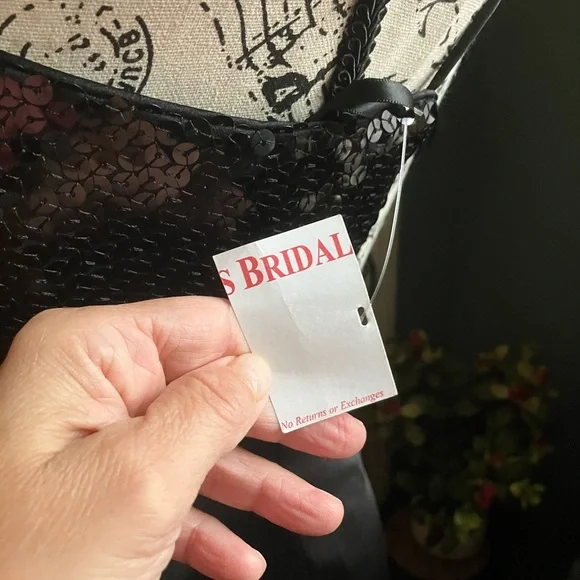 S BRIDAL
No Returns or Exchanges